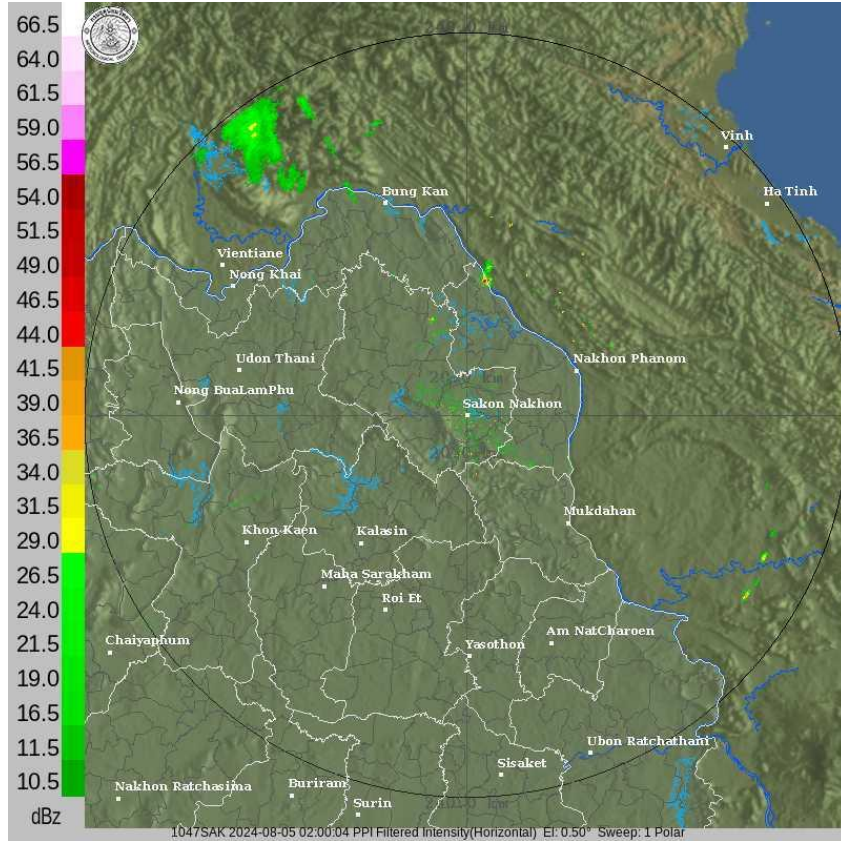 66.5
64.0
61.5
59.0
56.5
54.0
51.5
49.0
46.5
44.0
41.5
39.0
36.5
34.0
31.5
29.0
26.5
24.0
21.5
19.0
16.5
11.5
10.5
dBz
Vinh
Bung Kan
Ha Tinh
Vientiane
Nong Khai
Udon Thani
Nakhon Phanom
Nong BuaLamPhu
Sakon Nakhon
Mukdahan
Khon Kaen
Kalasin
Maha Sarakham
Roi Et
Am NatCharoen
Chaiyaphum
Yasothon
Ubon Ratchathani
Sisaket
Nakhon Ratchasima
Buriram
Surin
1047SAK 2024-08-05 02:00:04 PPI Filtered Intensity(Horizontal) El: 0.50° Sweep: 1 Polar